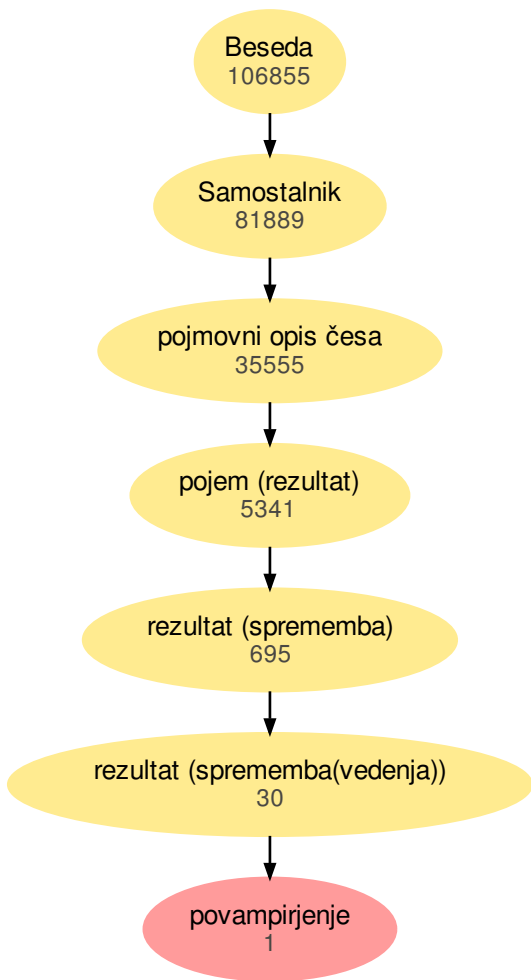 Beseda
106855
Samostalnik
81889
pojmovni opis česa
35555
pojem (rezultat)
5341
rezultat (sprememba)
695
rezultat (sprememba(vedenja))
30
povampirjenje
1